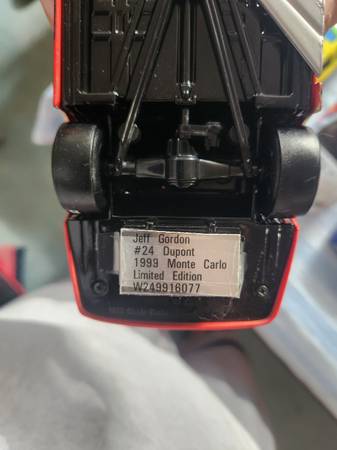 Jeff Gordon
#24 Dupont
1999 Monte Carlo
Limited Edition
W249916077